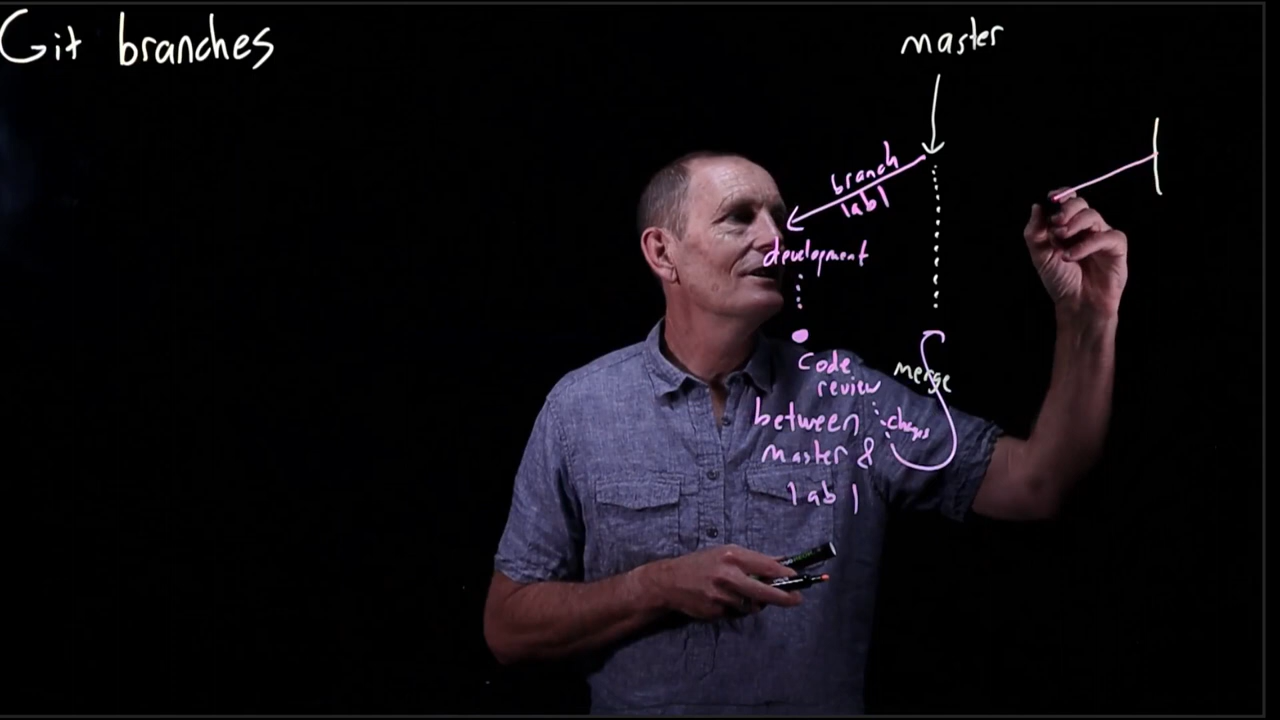 Git branches
master
branch
lab1
development
code
review
between changes
master &
lab 1
merge